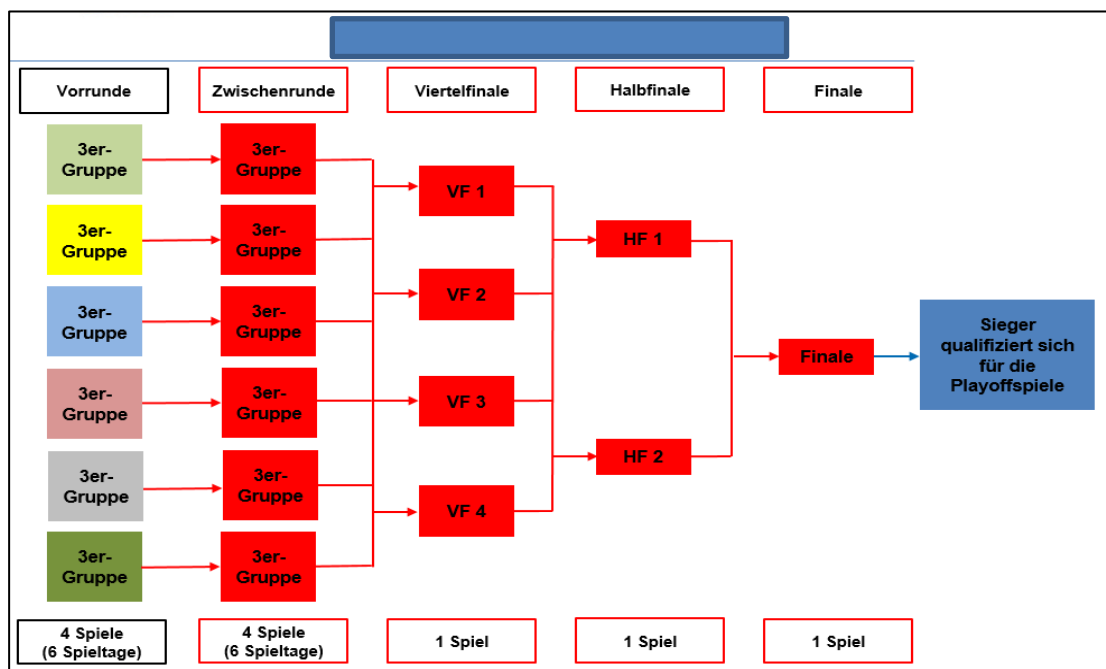 Vorrunde
Zwischenrunde
Viertelfinale
Halbfinale
Finale
3er-
Gruppe
3er-
Gruppe
3er-
Gruppe
3er-
Gruppe
3er-
Gruppe
3er-
Gruppe
3er-
Gruppe
3er-
Gruppe
3er-
Gruppe
3er-
Gruppe
3er-
Gruppe
3er-
Gruppe
VF 1
VF 2
VF 3
VF 4
HF 1
HF 2
Finale
Sieger
qualifiziert sich
für die
Playoffspiele
4 Spiele
(6 Spieltage)
4 Spiele
(6 Spieltage)
1 Spiel
1 Spiel
1 Spiel